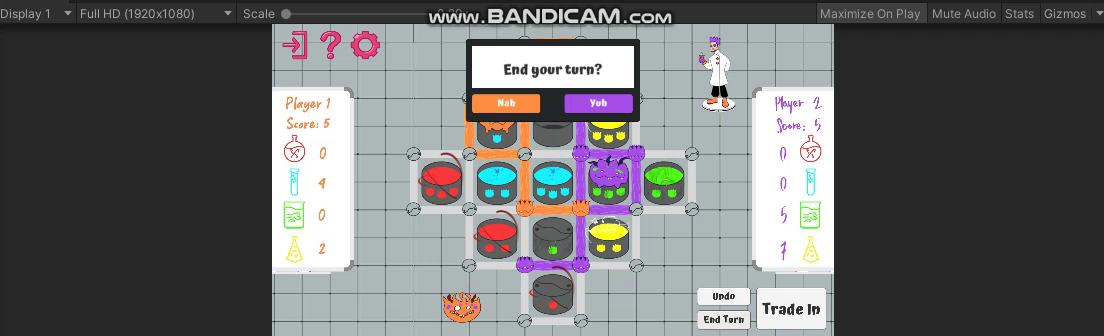 Display 1 Full HD (1920x1080) Scale Maximize On Play Mute Audio Stats Gizmos
www.BANDICAM.com
End your turn?
Nah Yuh
Player 1
Score: 5
0
4
0
2
Player 2
Score: 5
0
0
5
7
Undo
End Turn
Trade In